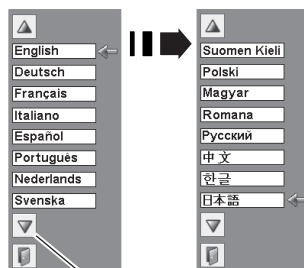 English
Deutsch
Français
Italiano
Español
Português
Nederlands
Svenska
Suomen Kieli
Polski
Magyar
Romana
Русский
中文
한글
日本語